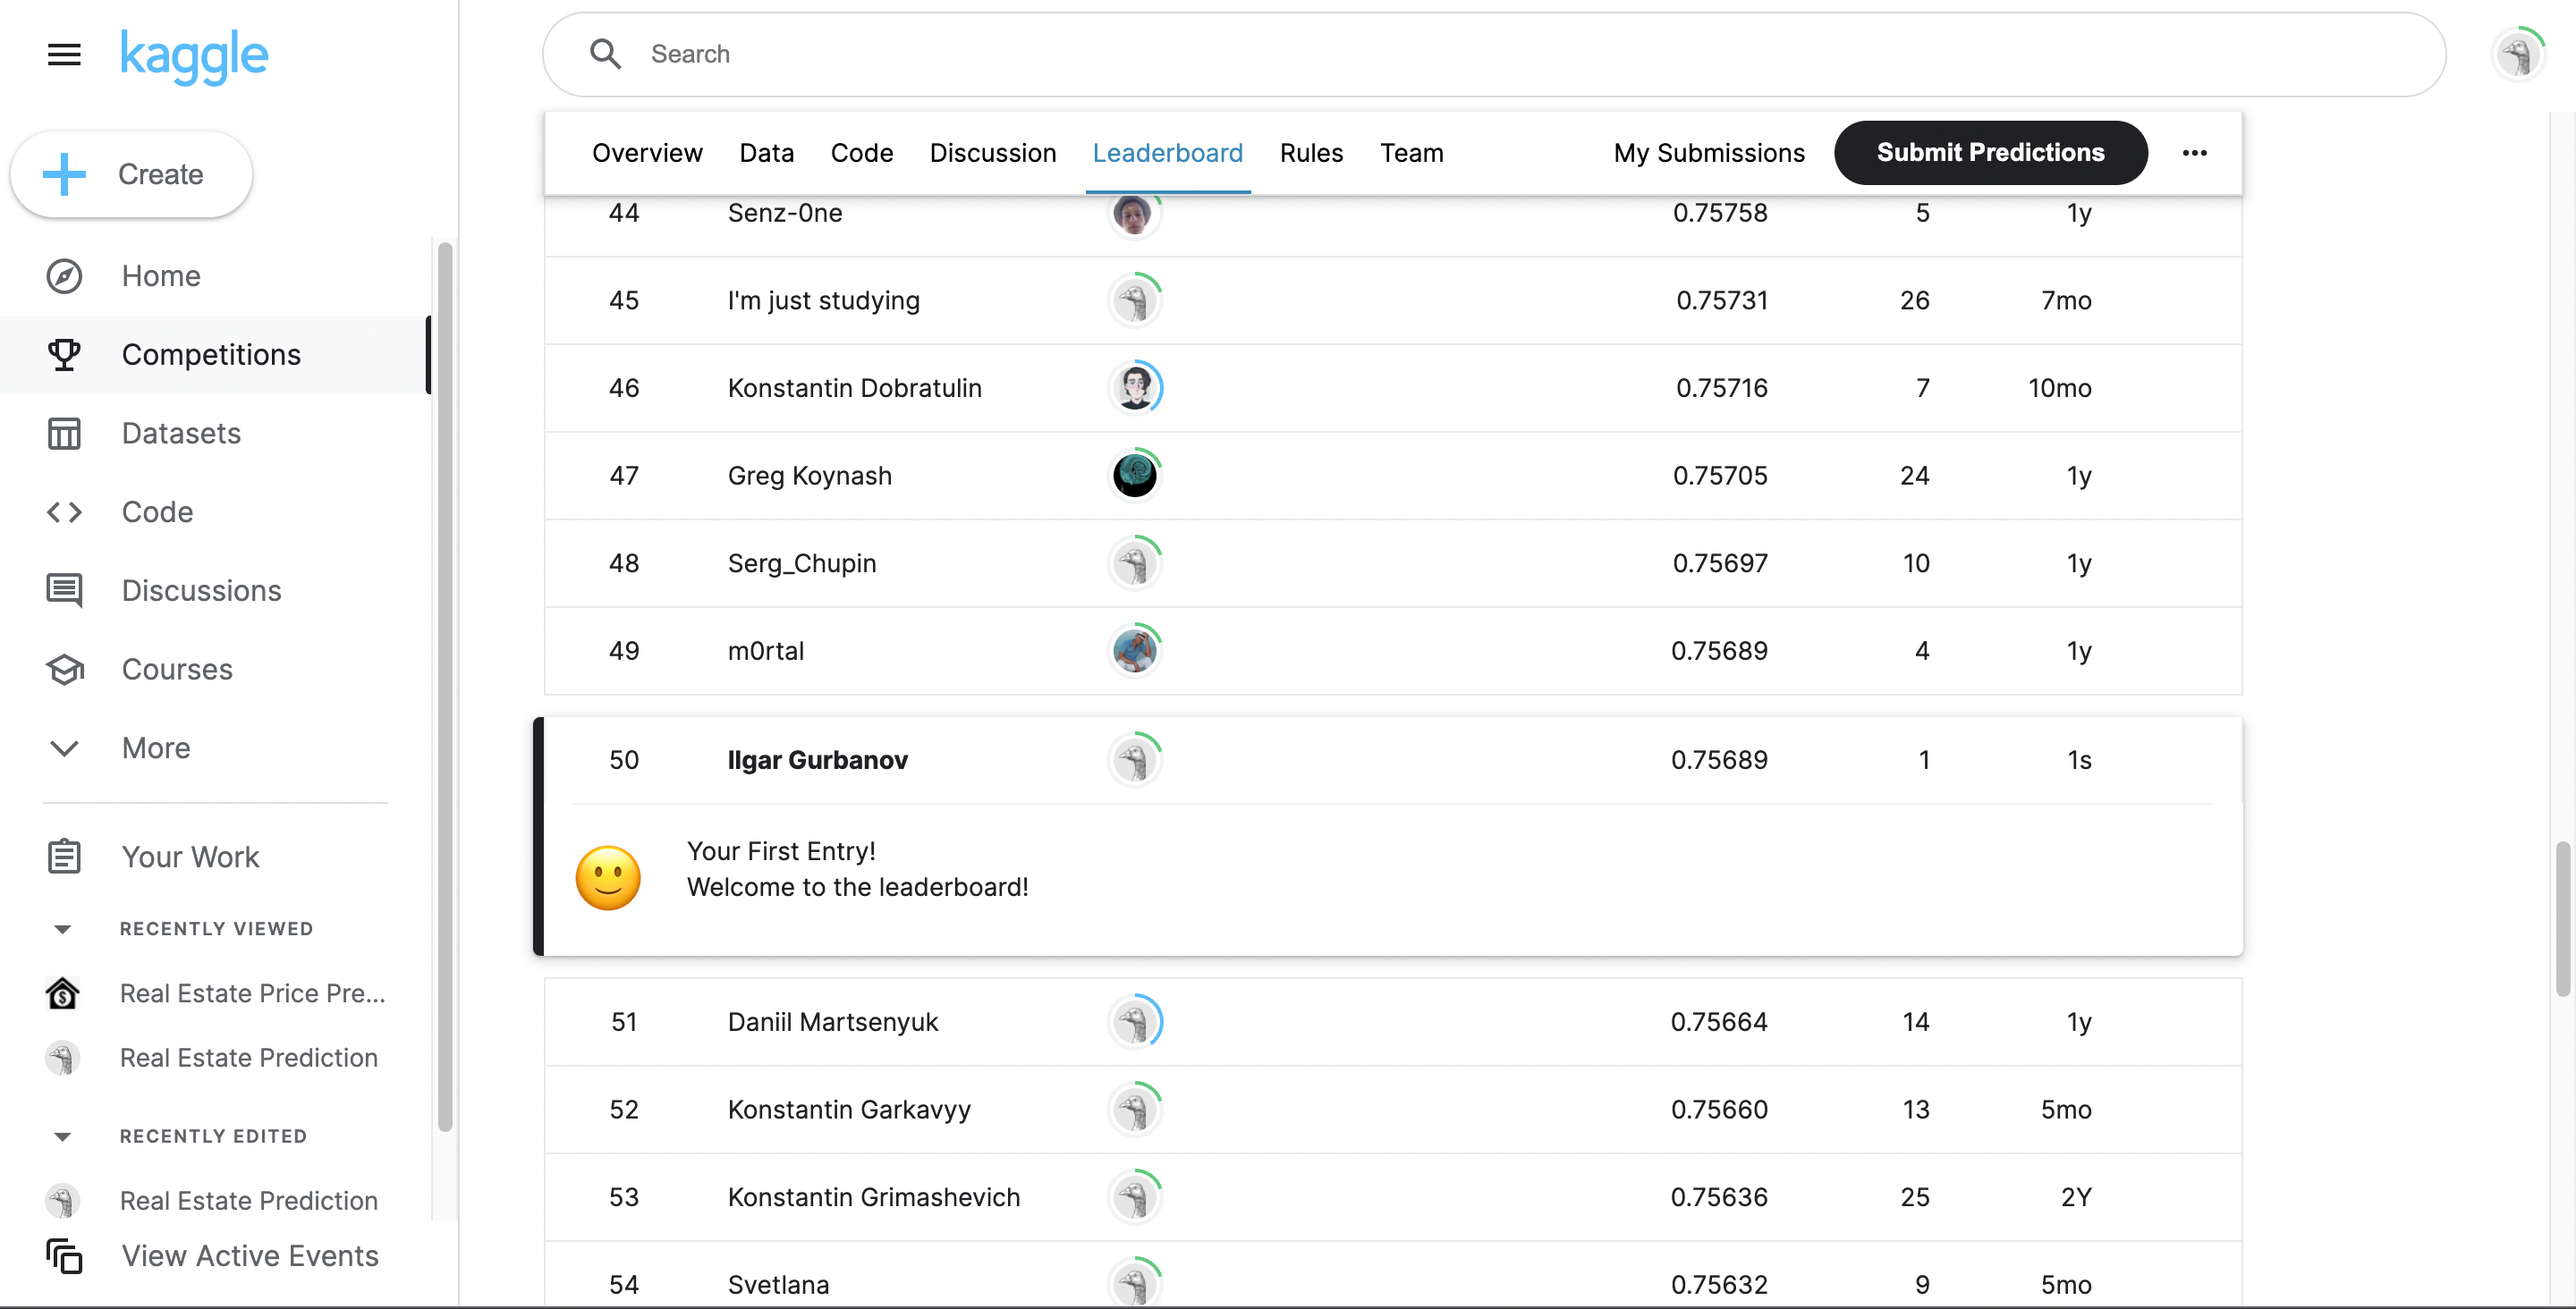 kaggle
Search
Create
Home
Competitions
Datasets
Code
Discussions
Courses
More
Your Work
RECENTLY VIEWED
Real Estate Price Pre...
Real Estate Prediction
RECENTLY EDITED
Real Estate Prediction
View Active Events
Overview Data Code Discussion Leaderboard Rules Team My Submissions Submit Predictions
44 Senz-0ne 0.75758 5 1y
45 I'm just studying 0.75731 26 7mo
46 Konstantin Dobratulin 0.75716 7 10mo
47 Greg Koynash 0.75705 24 1y
48 Serg_Chupin 0.75697 10 1y
49 m0rtal 0.75689 4 1y
50 Ilgar Gurbanov 0.75689 1 1s
Your First Entry!
Welcome to the leaderboard!
51 Daniil Martsenyuk 0.75664 14 1y
52 Konstantin Garkavyy 0.75660 13 5mo
53 Konstantin Grimashevich 0.75636 25 2Y
54 Svetlana 0.75632 9 5mo